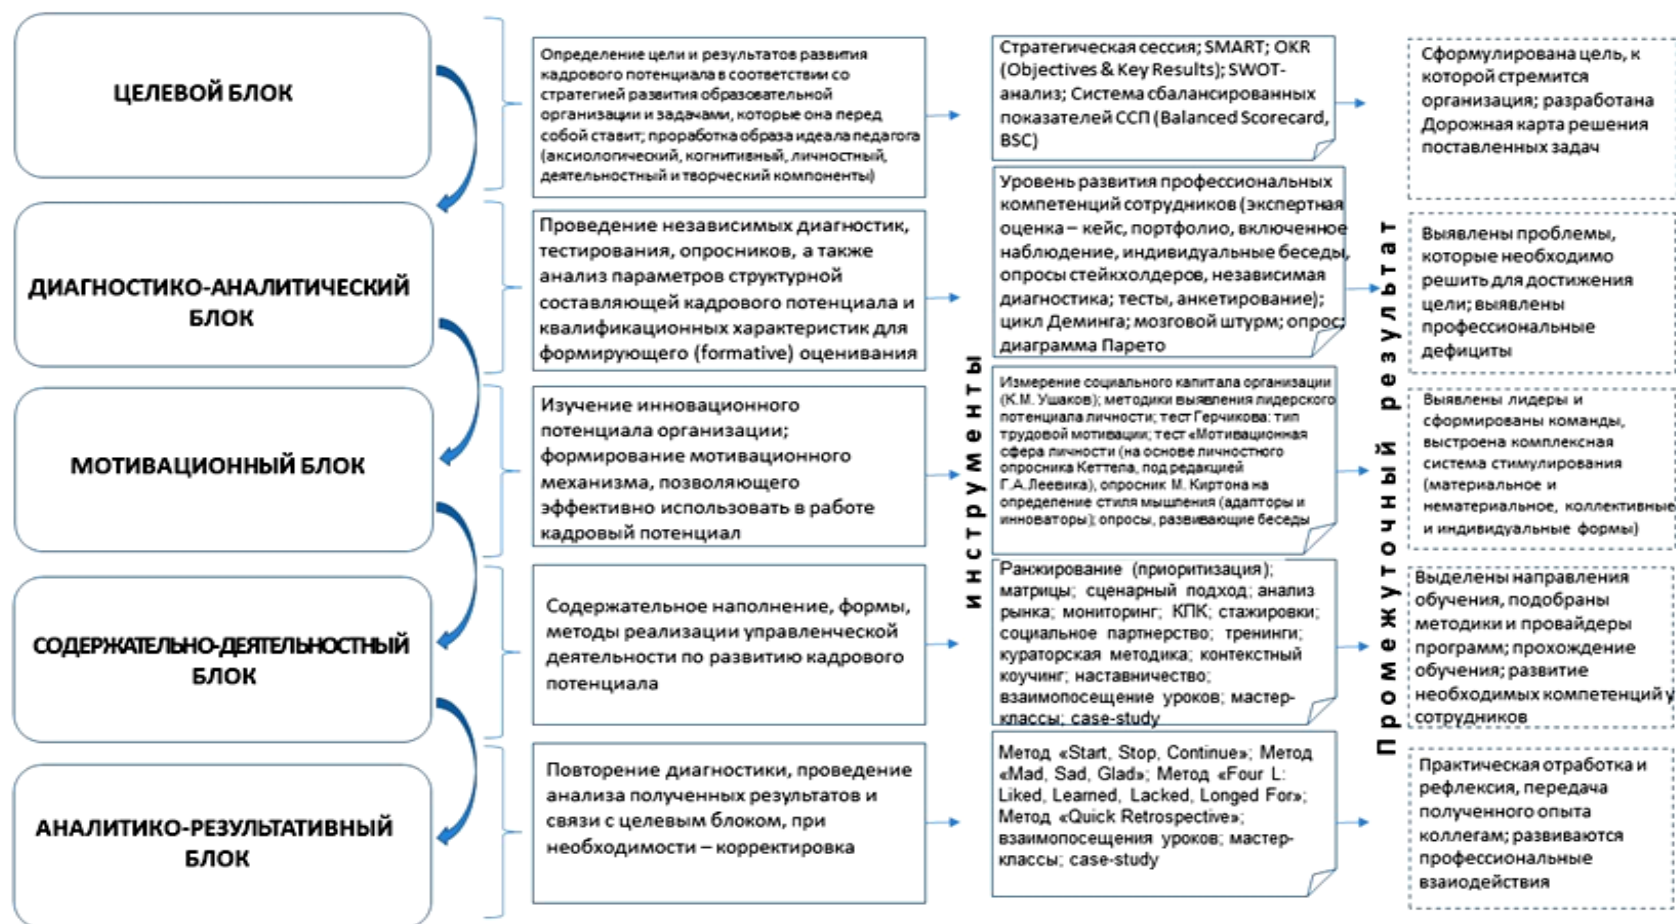 ЦЕЛЕВОЙ БЛОК
Определение цели и результатов развития
кадрового потенциала в соответствии со
стратегией развития образовательной
организации и задачами, которые она перед
собой ставит; проработка образа идеала педагога
(аксиологический, когнитивный, личностный,
деятельностный и творческий компоненты)
Стратегическая сессия; SMART; OKR
(Objectives & Key Results); SWOT-
анализ; Система сбалансированных
показателей ССП (Balanced Scorecard,
BSC)
Сформулирована цель, к
которой стремится
организация; разработана
Дорожная карта решения
поставленных задач
ДИАГНОСТИКО-АНАЛИТИЧЕСКИЙ
БЛОК
Проведение независимых диагностик,
тестирования, опросников, а также
анализ параметров структурной
составляющей кадрового потенциала и
квалификационных характеристик для
формирующего (formative) оценивания
Уровень развития профессиональных
компетенций сотрудников (экспертная
оценка – кейс, портфолио, включенное
наблюдение, индивидуальные беседы,
опросы стейкхолдеров, независимая
диагностика; тесты, анкетирование);
цикл Деминга; мозговой штурм; опрос;
диаграмма Парето
Выявлены проблемы,
которые необходимо
решить для достижения
цели; выявлены
профессиональные
дефициты
МОТИВАЦИОННЫЙ БЛОК
Изучение инновационного
потенциала организации;
формирование мотивационного
механизма, позволяющего
эффективно использовать в работе
кадровый потенциал
Измерение социального капитала организации
(К.М. Ушаков); методики выявления лидерского
потенциала личности; тест Герчикова: тип
трудовой мотивации; тест «Мотивационная
сфера личности (на основе личностного
опросника Кеттела, под редакцией
Г.А.Леевика), опросник М. Киртона на
определение стиля мышления (адапторы и
инноваторы); опросы, развивающие беседы
Выявлены лидеры и
сформированы команды,
выстроена комплексная
система стимулирования
(материальное и
нематериальное, коллективные
и индивидуальные формы)
СОДЕРЖАТЕЛЬНО-ДЕЯТЕЛЬНОСТНЫЙ
БЛОК
Содержательное наполнение, формы,
методы реализации управленческой
деятельности по развитию кадрового
потенциала
Ранжирование (приоритизация);
матрицы; сценарный подход; анализ
рынка; мониторинг; КПК; стажировки;
социальное партнерство; тренинги;
кураторская методика; контекстный
коучинг; наставничество;
взаимопосещение уроков; мастер-
классы; case-study
Выделены направления
обучения, подобраны
методики и провайдеры
программ; прохождение
обучения; развитие
необходимых компетенций у
сотрудников
АНАЛИТИКО-РЕЗУЛЬТАТИВНЫЙ
БЛОК
Повторение диагностики, проведение
анализа полученных результатов и
связи с целевым блоком, при
необходимости – корректировка
Метод «Start, Stop, Continue»; Метод
«Mad, Sad, Glad»; Метод «Four L:
Liked, Learned, Lacked, Longed For»;
Метод «Quick Retrospective»;
взаимопосещения уроков; мастер-
классы; case-study
Практическая отработка и
рефлексия, передача
полученного опыта
коллегам; развиваются
профессиональные
взаиодействия
инструменты
Промежуточный результат